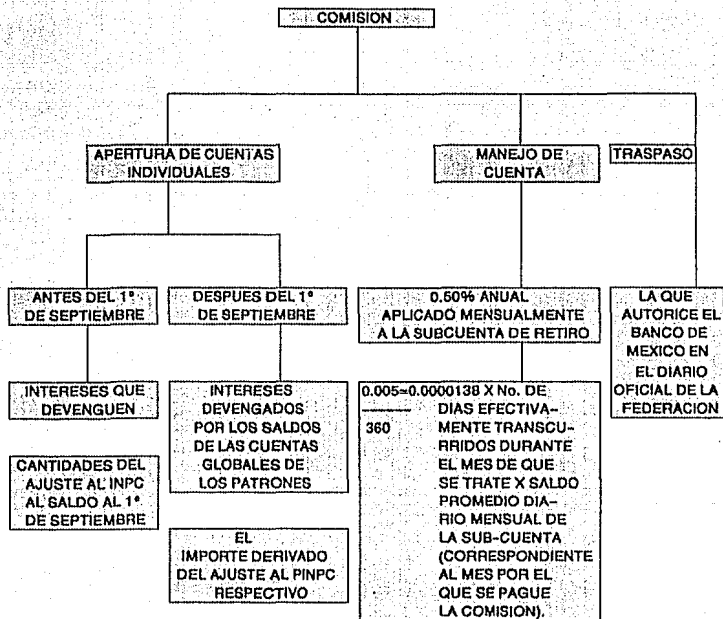 COMISION
APERTURA DE CUENTAS
INDIVIDUALES
MANEJO DE
CUENTA
TRASPASO
ANTES DEL 1º
DE SEPTIEMBRE
DESPUES DEL 1º
DE SEPTIEMBRE
0.50% ANUAL
APLICADO MENSUALMENTE
A LA SUBCUENTA DE RETIRO
LA QUE
AUTORICE EL
BANCO DE
MEXICO EN
EL DIARIO
OFICIAL DE LA
FEDERACION
INTERESES QUE
DEVENGUEN
INTERESES
DEVENGADOS
POR LOS SALDOS
DE LAS CUENTAS
GLOBALES DE
LOS PATRONES
0.005=0.0000138 X No. DE
360
DIAS EFECTIVA-
MENTE TRANSCU-
RRIDOS DURANTE
EL MES DE QUE
SE TRATE X SALDO
PROMEDIO DIA-
RIO MENSUAL DE
LA SUB-CUENTA
(CORRESPONDIENTE
AL MES POR EL
QUE SE PAGUE
LA COMISION).
CANTIDADES DEL
AJUSTE AL INPC
AL SALDO AL 1º
DE SEPTIEMBRE
EL
IMPORTE DERIVADO
DEL AJUSTE AL PINPC
RESPECTIVO